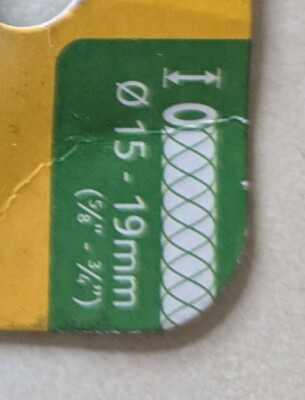 Ø 15 - 19mm
(5/8" - 3/4")